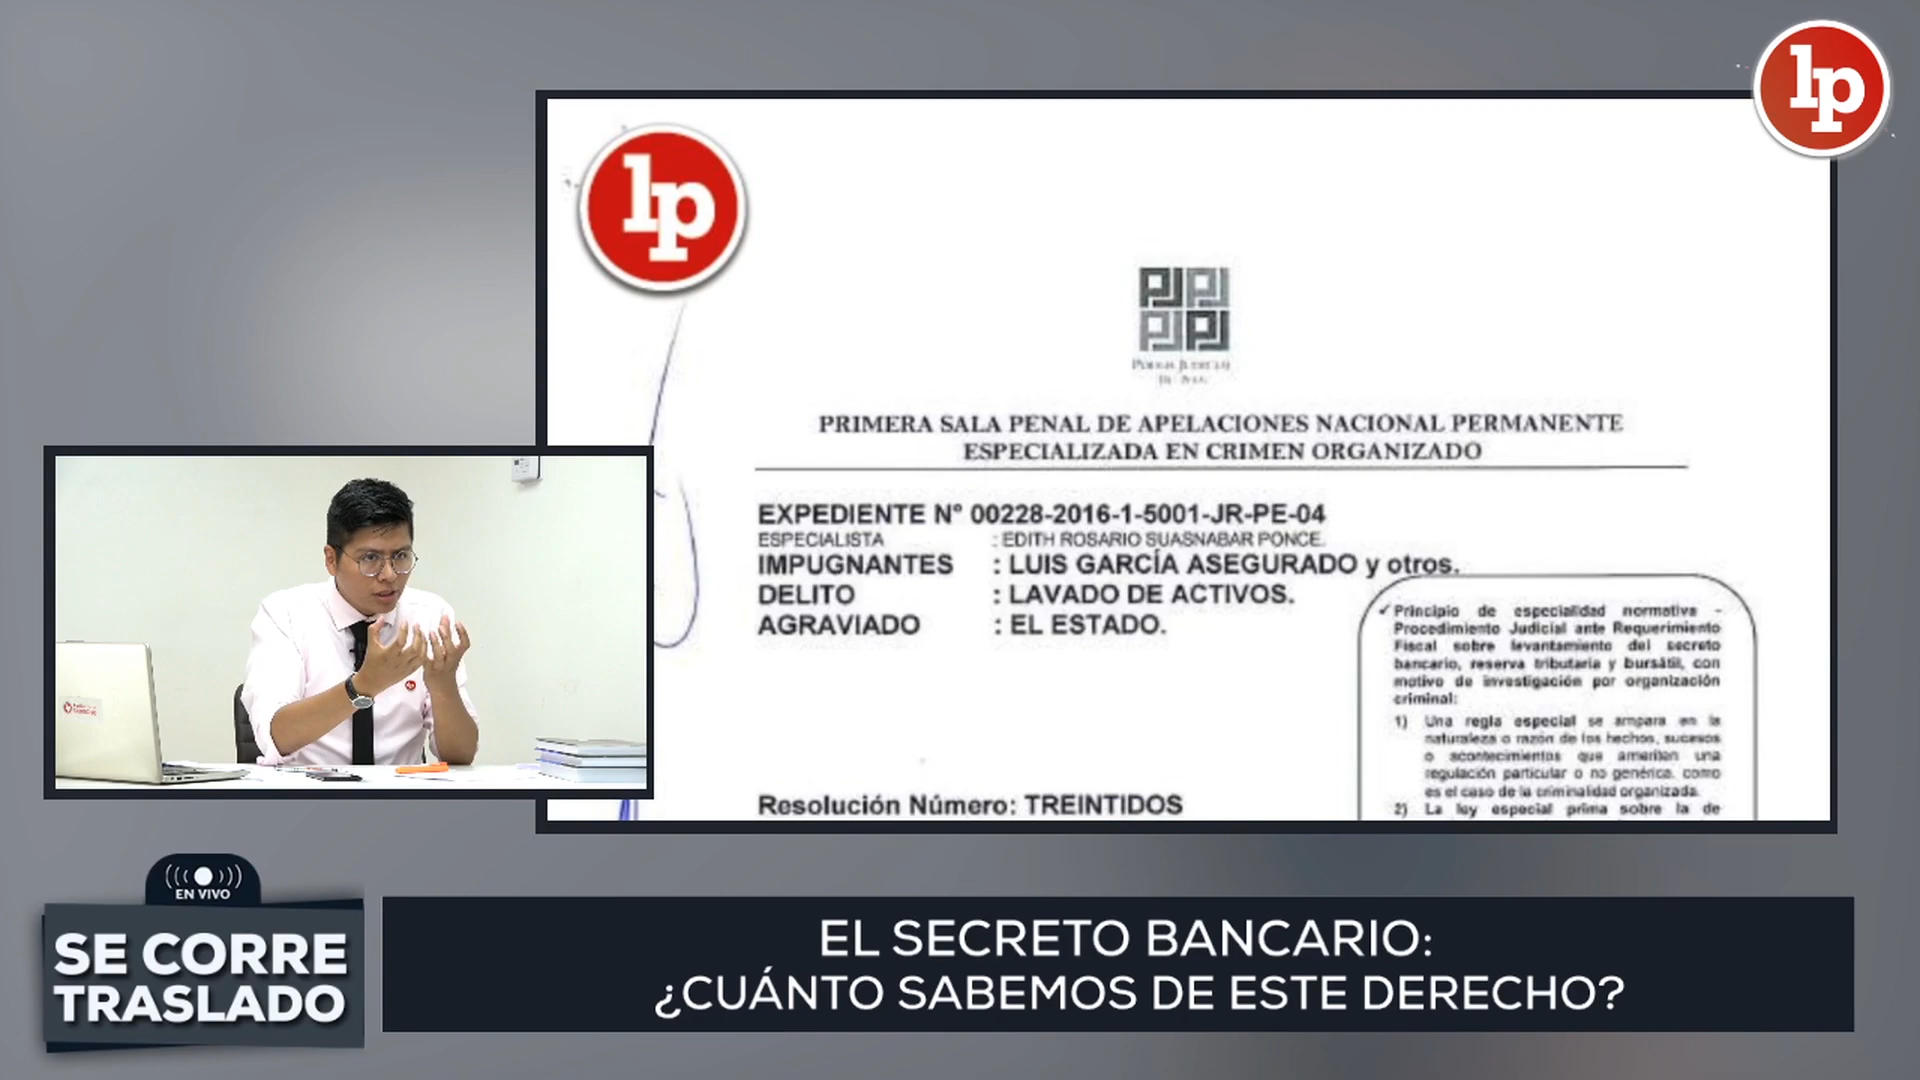 lp
lp
PJPJ
PJPJ
PRIMERA SALA PENAL DE APELACIONES NACIONAL PERMANENTE
ESPECIALIZADA EN CRIMEN ORGANIZADO
EXPEDIENTE N° 00228-2016-1-5001-JR-PE-04
ESPECIALISTA : EDITH ROSARIO SUASNABAR PONCE.
IMPUGNANTES : LUIS GARCÍA ASEGURADO y otros.
DELITO : LAVADO DE ACTIVOS.
AGRAVIADO : EL ESTADO.
✓ Principio de especialidad normativa -
Procedimiento Judicial ante Requerimiento
Fiscal sobre levantamiento del secreto
bancario, reserva tributaria y bursátil, con
motivo de investigación por organización
criminal:
1) Una regla especial se ampara en la
naturaleza o razón de los hechos, sucesos
o acontecimientos que ameritan una
regulación particular o no genérica, como
es el caso de la criminalidad organizada.
2) La ley especial prima sobre la de
Resolución Número: TREINTIDOS
EN VIVO
SE CORRE
TRASLADO
EL SECRETO BANCARIO:
¿CUÁNTO SABEMOS DE ESTE DERECHO?